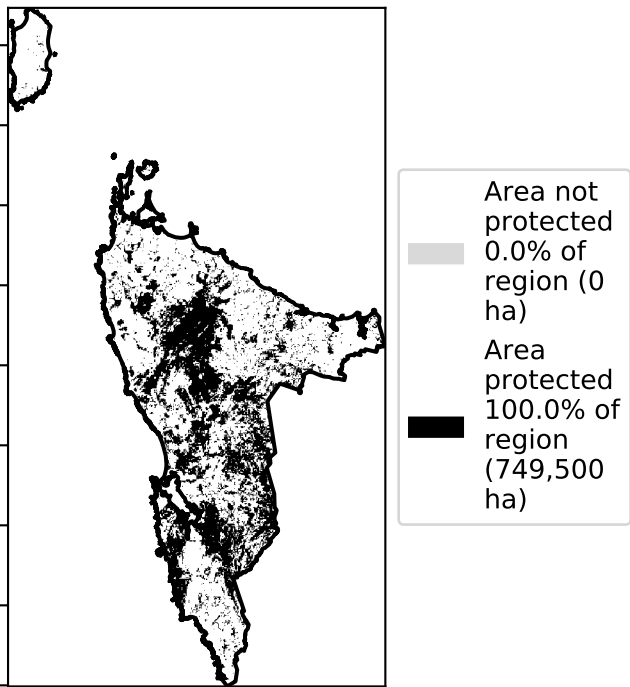 Area not
protected
0.0% of
region (0
ha)
Area
protected
100.0% of
region
(749,500
ha)